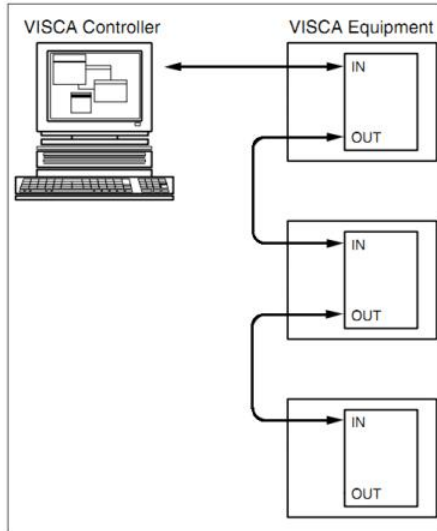 VISCA Controller
VISCA Equipment
IN
OUT
IN
OUT
IN
OUT